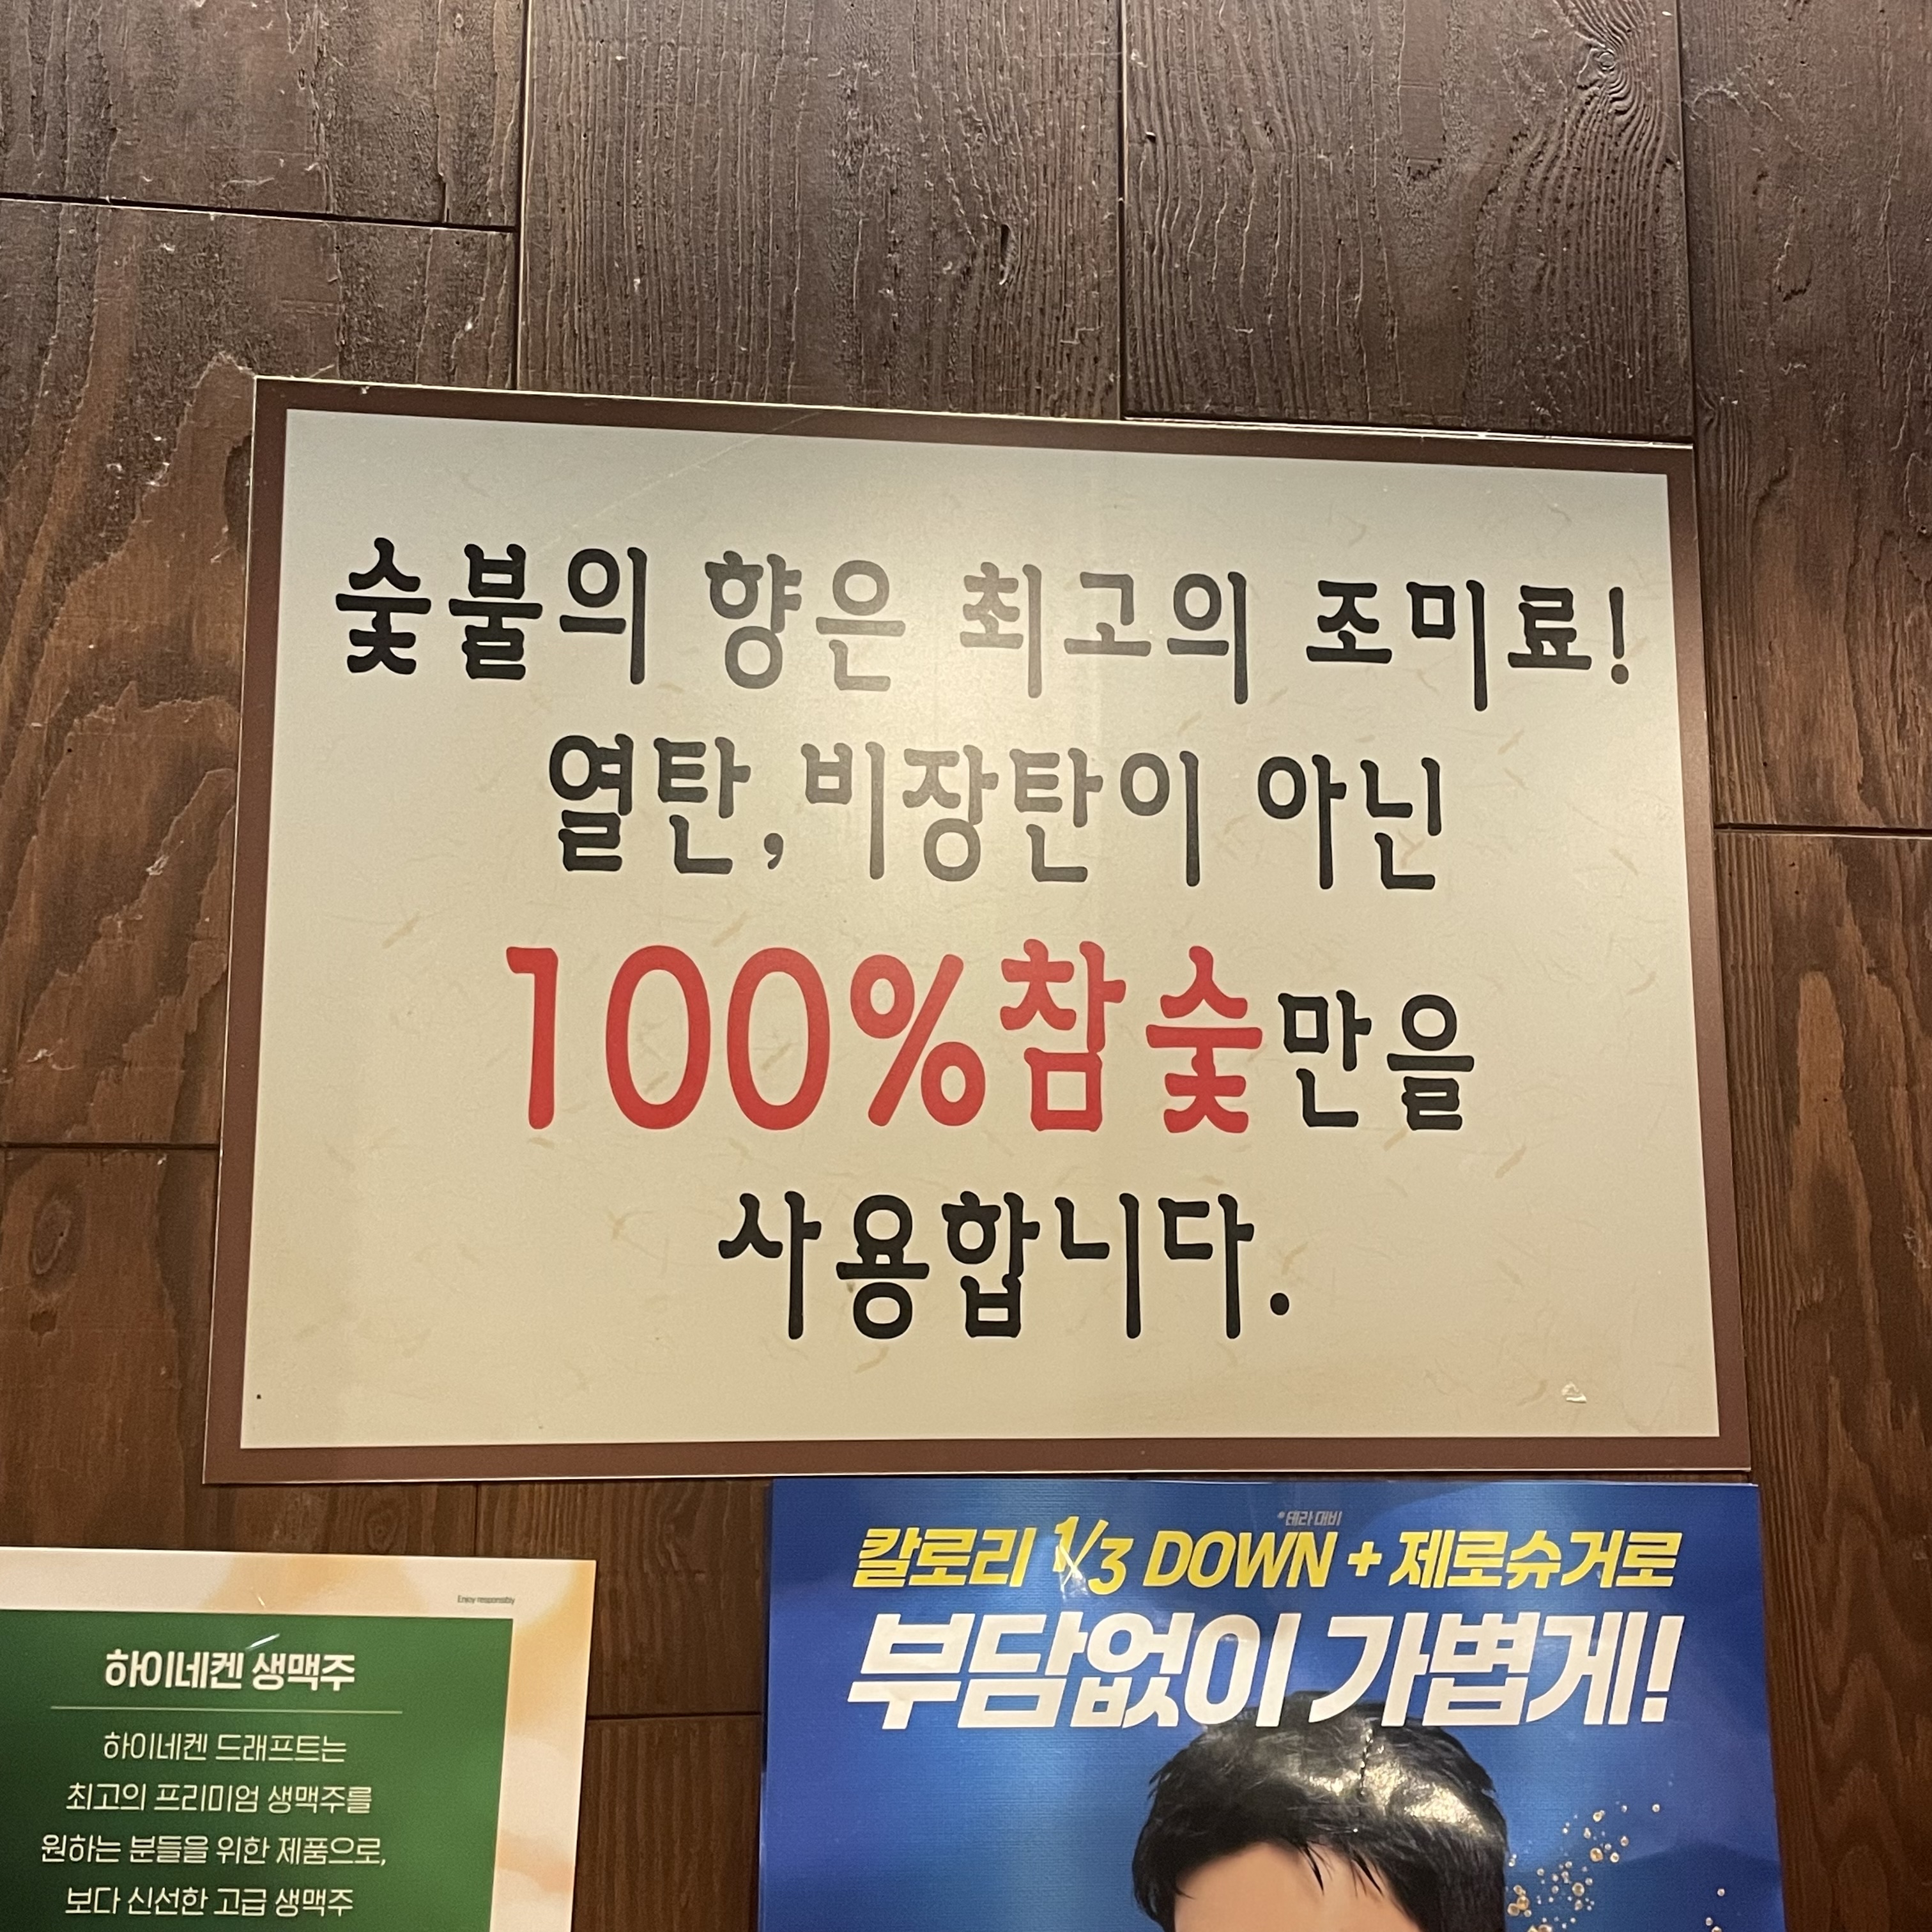 숯불의 향은 최고의 조미료!
열탄, 비장탄이 아닌
100%참숯만을
사용합니다.
*테라 대비
칼로리 1/3 DOWN + 제로슈거로
부담없이 가볍게!
Enjoy responsibly
하이네켄 생맥주
하이네켄 드래프트는
최고의 프리미엄 생맥주를
원하는 분들을 위한 제품으로,
보다 신선한 고급 생맥주